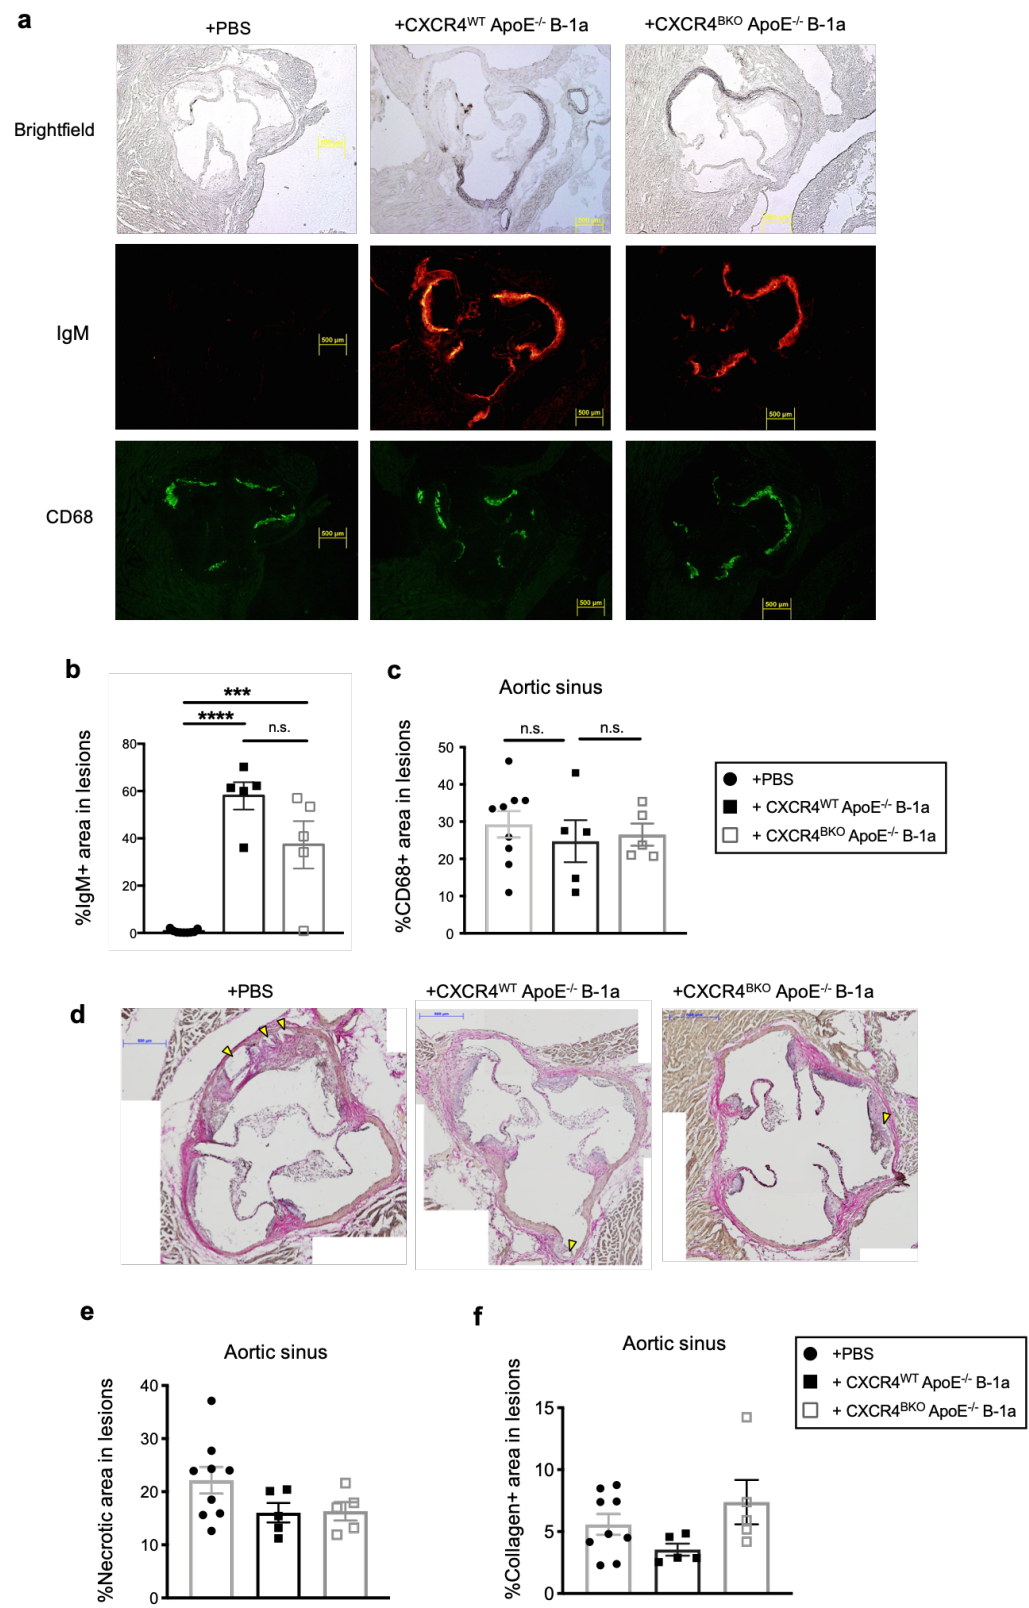 a
+PBS
+CXCR4WT ApoE-/- B-1a
+CXCR4BKO ApoE-/- B-1a
Brightfield
IgM
500 µm
500 µm
500 µm
CD68
500 µm
500 µm
500 µm
b
***
****
n.s.
%IgM+ area in lesions
80
60
40
20
0
c
Aortic sinus
n.s.
n.s.
%CD68+ area in lesions
50
40
30
20
10
0
+PBS
+ CXCR4WT ApoE-/- B-1a
+ CXCR4BKO ApoE-/- B-1a
d
+PBS
+CXCR4WT ApoE-/- B-1a
+CXCR4BKO ApoE-/- B-1a
500 µm
500 µm
e
Aortic sinus
%Necrotic area in lesions
40
30
20
10
0
f
Aortic sinus
%Collagen+ area in lesions
15
10
5
0
+PBS
+ CXCR4WT ApoE-/- B-1a
+ CXCR4BKO ApoE-/- B-1a